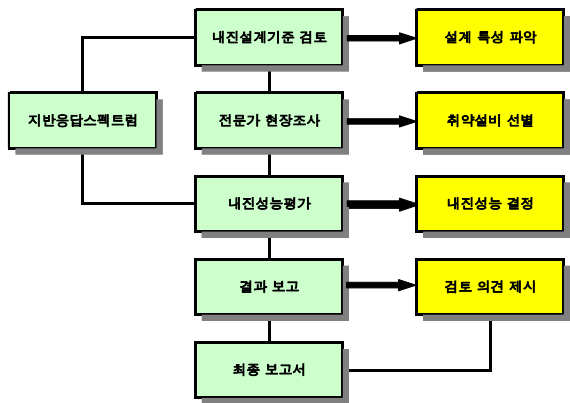 내진설계기준 검토
설계 특성 파악
지반응답스펙트럼
전문가 현장조사
취약설비 선별
내진성능평가
내진성능 결정
결과 보고
검토 의견 제시
최종 보고서